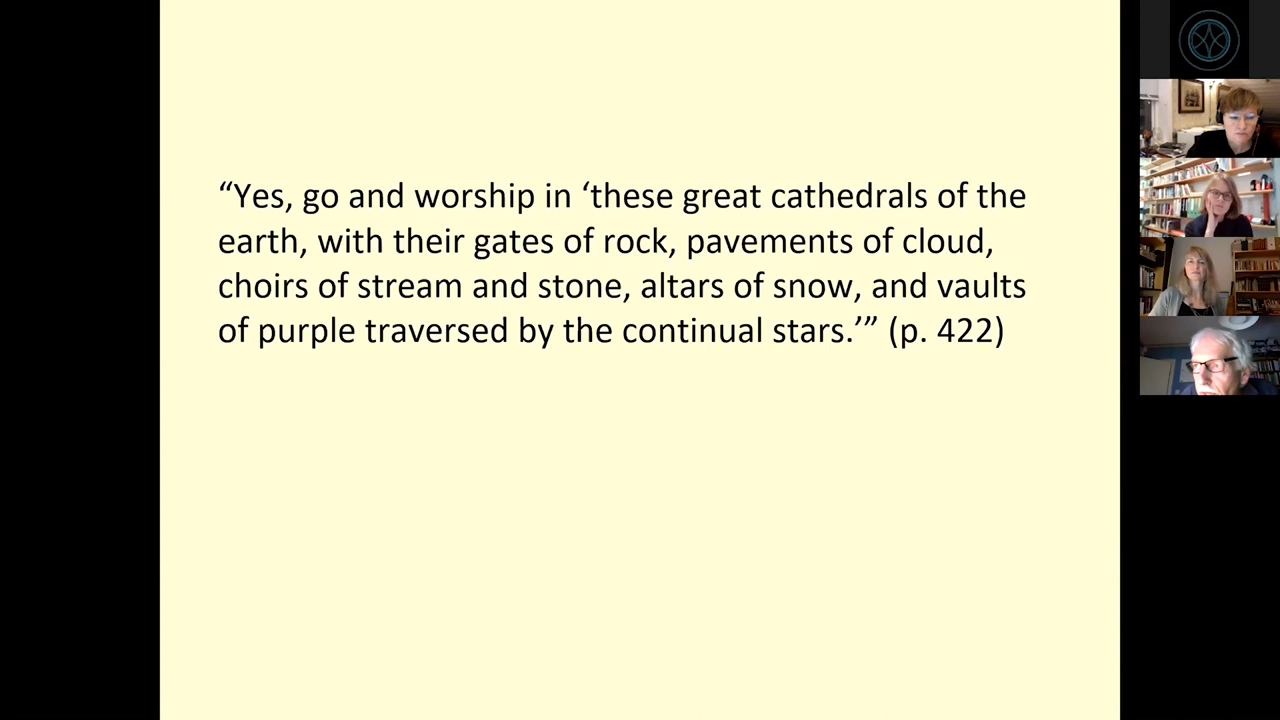 “Yes, go and worship in ‘these great cathedrals of the
earth, with their gates of rock, pavements of cloud,
choirs of stream and stone, altars of snow, and vaults
of purple traversed by the continual stars.’” (p. 422)